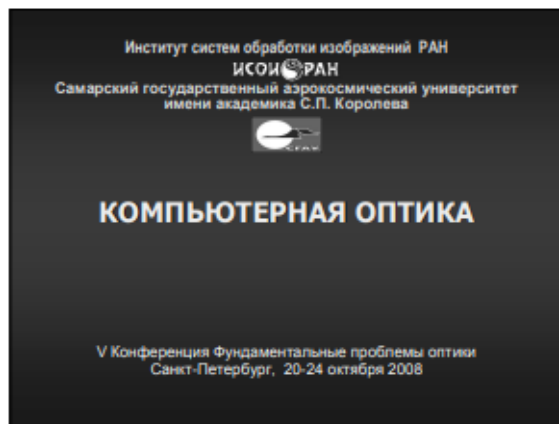 Институт систем обработки изображений РАН
ИСОИ РАН
Самарский государственный аэрокосмический университет
имени академика С.П. Королева
КОМПЬЮТЕРНАЯ ОПТИКА
V Конференция Фундаментальные проблемы оптики
Санкт-Петербург, 20-24 октября 2008